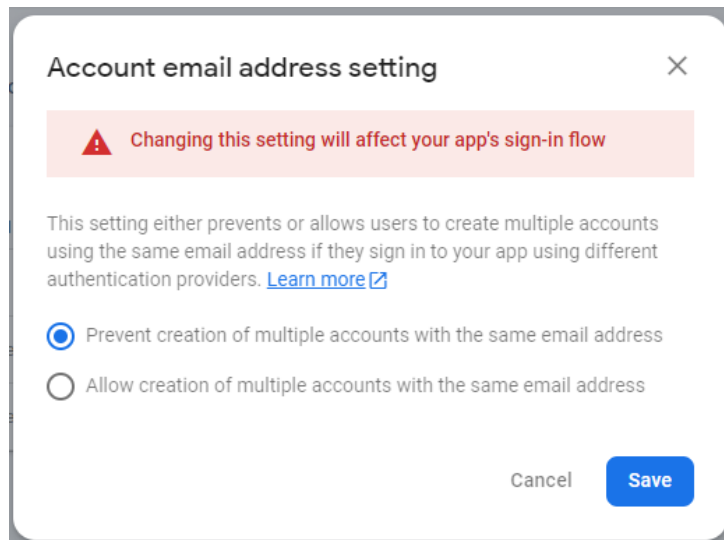 Account email address setting
Changing this setting will affect your app's sign-in flow
This setting either prevents or allows users to create multiple accounts
using the same email address if they sign in to your app using different
authentication providers. Learn more
Prevent creation of multiple accounts with the same email address
Allow creation of multiple accounts with the same email address
Cancel
Save